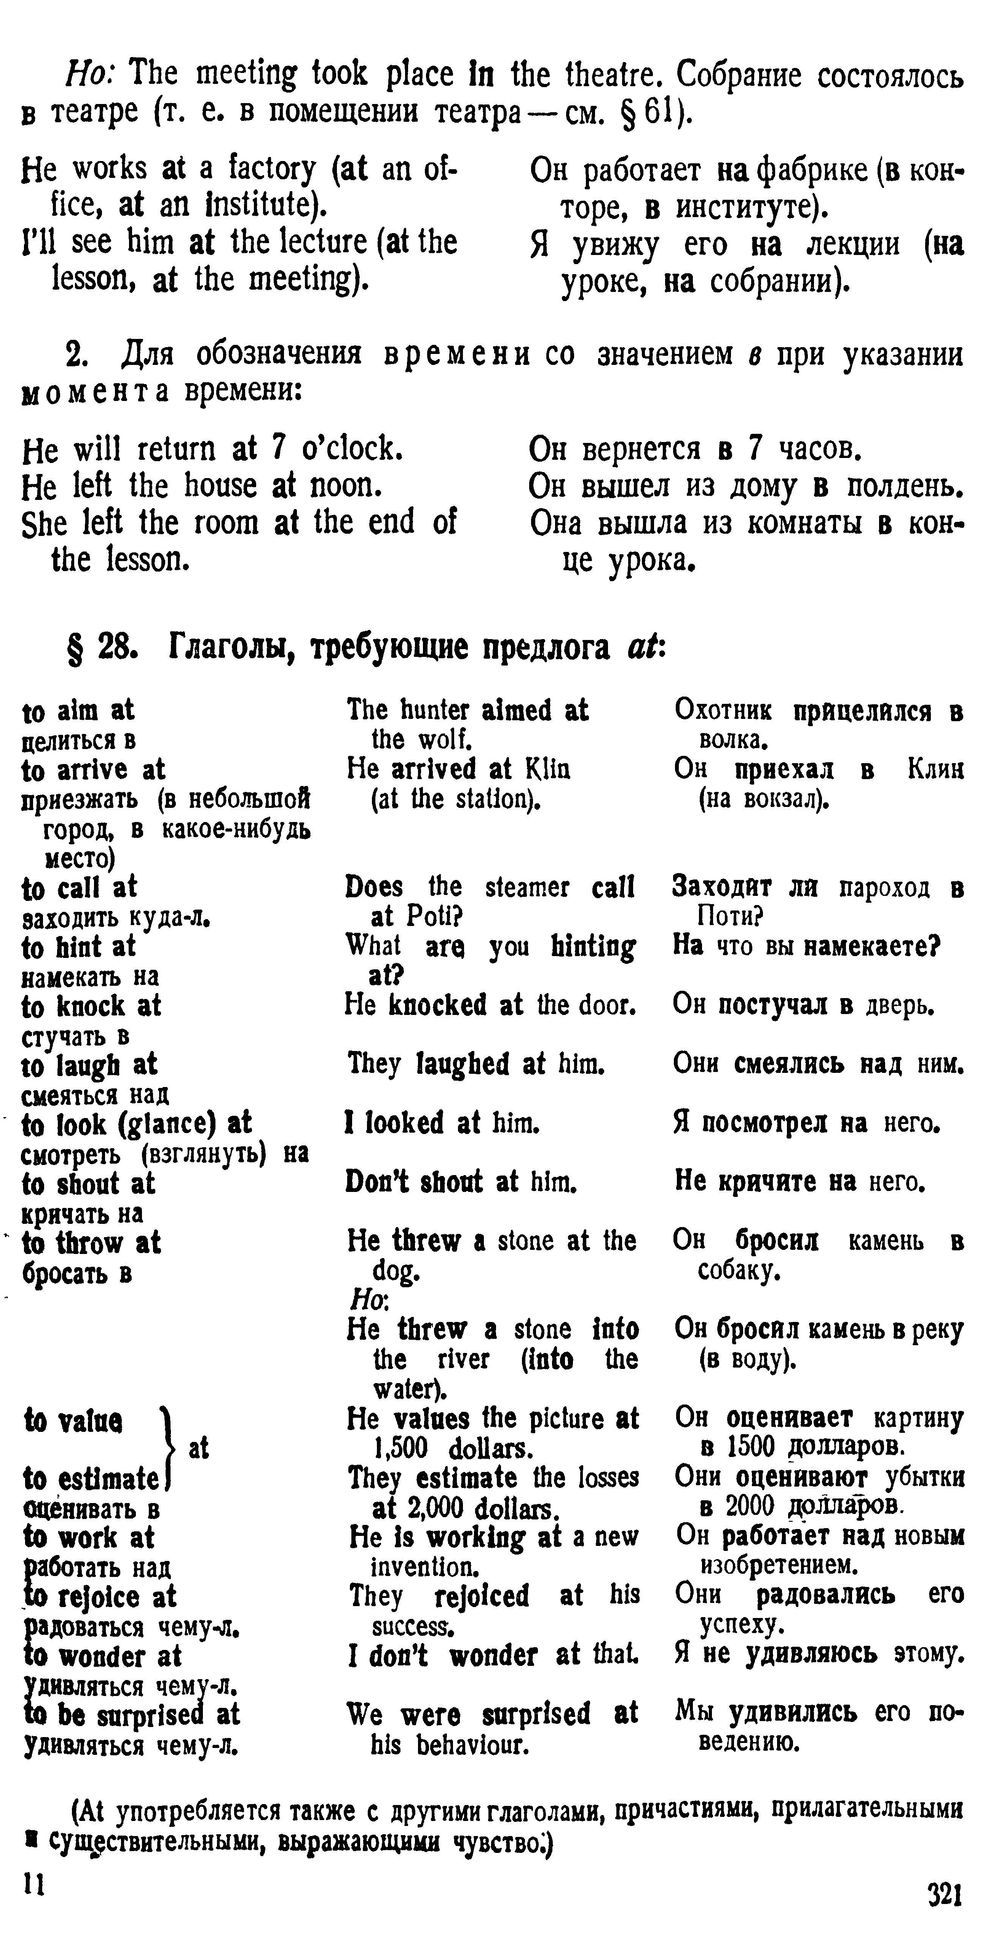 Но: The meeting took place in the theatre. Собрание состоялось
в театре (т. е. в помещении театра — см. § 61).
He works at a factory (at an of-
fice, at an institute).
I'll see him at the lecture (at the
lesson, at the meeting).
Он работает на фабрике (в кон-
торе, в институте).
Я увижу его на лекции (на
уроке, на собрании).
2. Для обозначения времени со значением в при указании
момента времени:
He will return at 7 o'clock.
He left the house at noon.
She left the room at the end of
the lesson.
Он вернется в 7 часов.
Он вышел из дому в полдень.
Она вышла из комнаты в кон-
це урока.
§ 28. Глаголы, требующие предлога at:
to aim at The hunter aimed at Охотник прицелился в
целиться в the wolf. волка.
to arrive at He arrived at Klin Он приехал в Клин
приезжать (в небольшой (at the station). (на вокзал).
город, в какое-нибудь
место)
to call at Does the steamer call Заходит ли пароход в
заходить куда-л. at Poti? Поти?
to hint at What are you hinting На что вы намекаете?
намекать на at?
to knock at He knocked at the door. Он постучал в дверь.
стучать в
to laugh at They laughed at him. Они смеялись над ним.
смеяться над
to look (glance) at I looked at him. Я посмотрел на него.
смотреть (взглянуть) на
to shout at Don't shout at him. Не кричите на него.
кричать на
to throw at He threw a stone at the Он бросил камень в
бросать в dog. собаку.
Но:
He threw a stone into Он бросил камень в реку
the river (into the (в воду).
water).
to value He values the picture at Он оценивает картину
} at 1,500 dollars. в 1500 долларов.
to estimate They estimate the losses Они оценивают убытки
оценивать в at 2,000 dollars. в 2000 долларов.
to work at He is working at a new Он работает над новым
работать над invention. изобретением.
to rejoice at They rejoiced at his Они радовались его
радоваться чему-л. success. успеху.
to wonder at I don't wonder at that. Я не удивляюсь этому.
удивляться чему-л.
to be surprised at We were surprised at Мы удивились его по-
удивляться чему-л. his behaviour. ведению.
(At употребляется также с другими глаголами, причастиями, прилагательными
и существительными, выражающими чувство.)
11
321